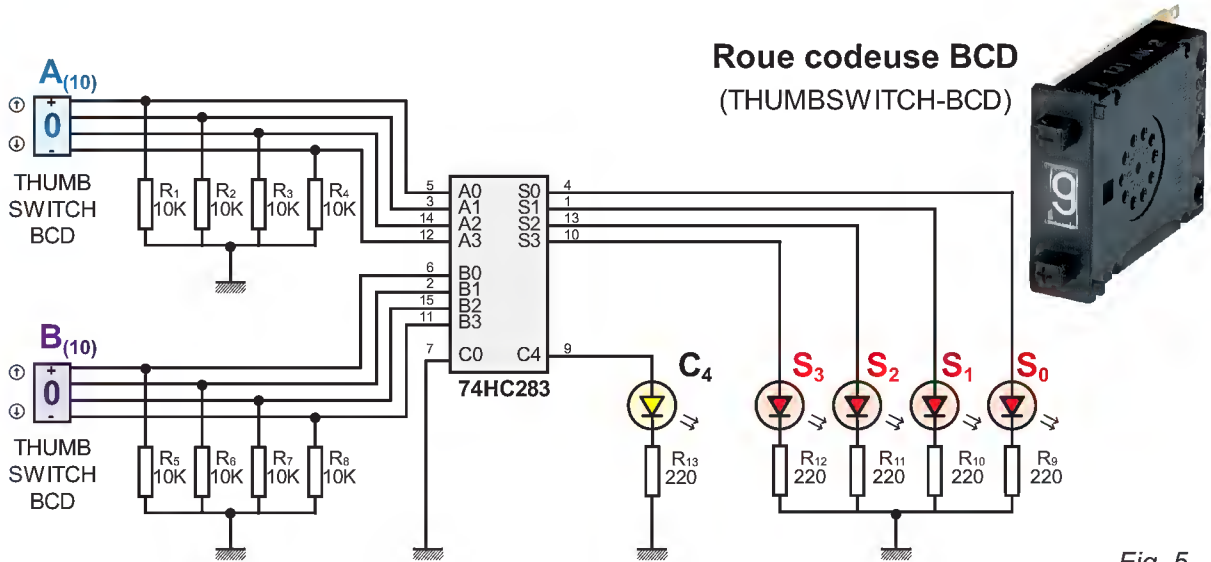 Roue codeuse BCD
(THUMBSWITCH-BCD)
A(10)
+
0
-
THUMB
SWITCH
BCD
R1
10K
R2
10K
R3
10K
R4
10K
B(10)
+
0
-
THUMB
SWITCH
BCD
R5
10K
R6
10K
R7
10K
R8
10K
5 A0 S0 4
3 A1 S1 1
14 A2 S2 13
12 A3 S3 10
6 B0
2 B1
15 B2
11 B3
7 C0 C4 9
74HC283
C4 S3 S2 S1 S0
R13
220
R12
220
R11
220
R10
220
R9
220
9
Fig. 5